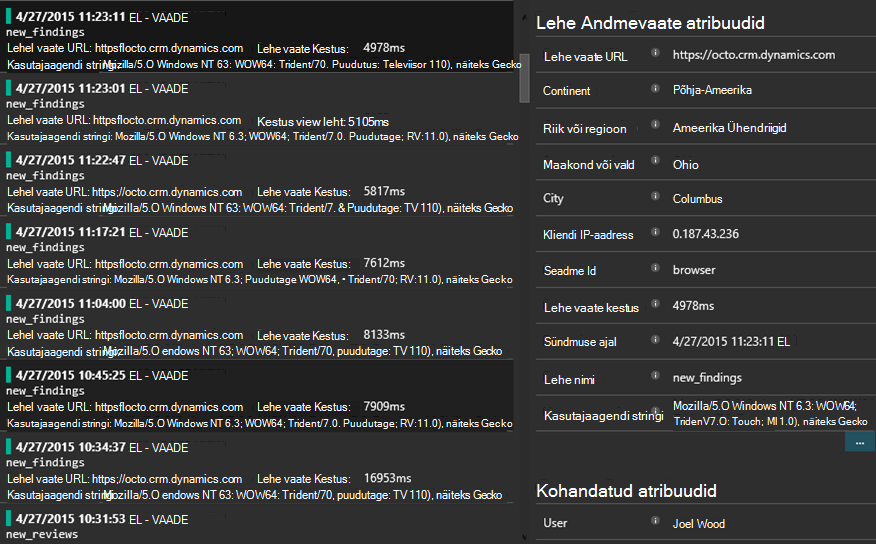 4/27/2015 11:23:11 EL - VAADE
new_findings
Lehel vaate URL: httpsflocto.crm.dynamics.com Lehe vaate Kestus: 4978ms
Kasutajaagendi string: Mozilla/5.O Windows NT 63: WOW64: Trident/70. Puudutus: Televiisor 110), näiteks Gecko
4/27/2015 11:23:01 EL - VAADE
new_findings
Lehel vaate URL: httpsflocto.crm.dynamics.com Kestus view leht: 5105ms
Kasutajaagendi stringi: Mozilla/5.O Windows NT 6.3; WOW64; Trident/7.0. Puudutage; RV:11.0), näiteks Gecko
4/27/2015 11:22:47 EL - VAADE
new_findings
Lehel vaate URL: https;/octo.crm.dynamics.com Lehe vaate Kestus: 5817ms
Kasutajaagendi stringi: Mozilla/5.O Windows NT 63: WOW64: Trident/7. & Puudutage: TV 110), näiteks Gecko
4/27/2015 11:17:21 EL - VAADE
new_findings
Lehel vaate URL: httpsflocto.crm.dynamics.com Lehe vaate Kestus: 7612ms
Kasutajaagendi stringi: Mozilla/5.O Windows NT 6.3; Puudutage WOW64, • Trident/70; RV:11.0), näiteks Gecko
4/27/2015 11:04:00 EL - VAADE
new_findings
Lehel vaate URL: httpsflocto.crm.dynamics.com Lehe vaate Kestus: 8133ms
Kasutajaagendi stringi: Mozilla/5.O endows NT 63; WOW64; Trident/70, puudutage: TV 110), näiteks Gecko
4/27/2015 10:45:25 EL - VAADE
new_findings
Lehel vaate URL: httpsflocto.crm.dynamics.com Lehe vaate Kestus: 7909ms
Kasutajaagendi stringi: Mozilla/5.O Windows NT 6.3; WOW64; Trident/7.0. Puudutage; RV:11.0), näiteks Gecko
4/27/2015 10:34:37 EL - VAADE
new_findings
Lehel vaate URL: https;/octo.crm.dynamics.com Lehe vaate Kestus: 16953ms
Kasutajaagendi stringi: Mozilla/5.O endows NT 63: WOW64: Trident/70, puudutage: TV 110), näiteks Gecko
4/27/2015 10:31:53 EL - VAADE
new_reviews
Lehe Andmevaate atribuudid
Lehe vaate URL https://octo.crm.dynamics.com
Continent Põhja-Ameerika
Riik või regioon Ameerika Ühendriigid
Maakond või vald Ohio
City Columbus
Kliendi IP-aadress 0.187.43.236
Seadme Id browser
Lehe vaate kestus 4978ms
Sündmuse ajal 4/27/2015 11:23:11 EL
Lehe nimi new_findings
Kasutajaagendi stringi Mozilla/5.O Windows NT 6.3: WOW64;
TridenV7.O: Touch; MI 1.0), näiteks Gecko
...
Kohandatud atribuudid
User Joel Wood